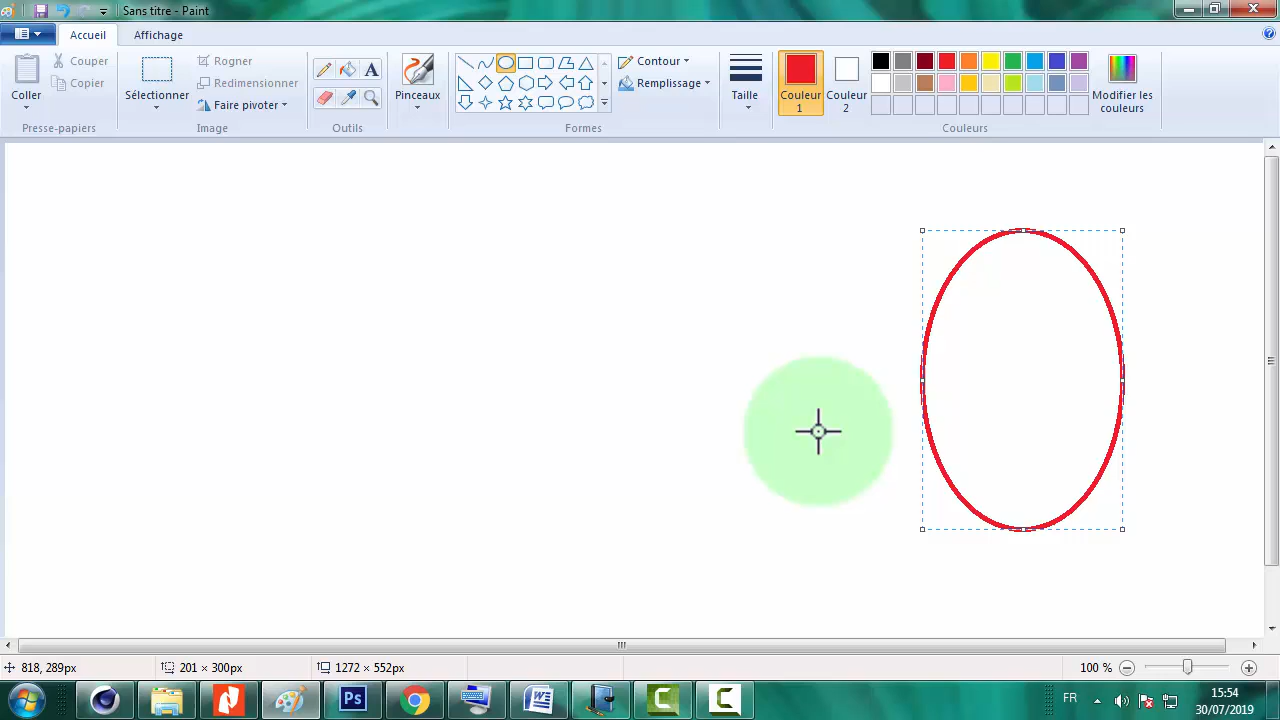 Sans titre - Paint
Accueil
Affichage
Coller
Couper
Copier
Presse-papiers
Sélectionner
Redimensionner
Faire pivoter
Image
A
Outils
Pinceaux
Contour
Remplissage
Formes
Taille
Couleur
1
Couleur
2
Modifier les
couleurs
Couleurs
818, 289px
201 × 300px
1272 × 552px
100 %
Ps
FR
15:54
30/07/2019